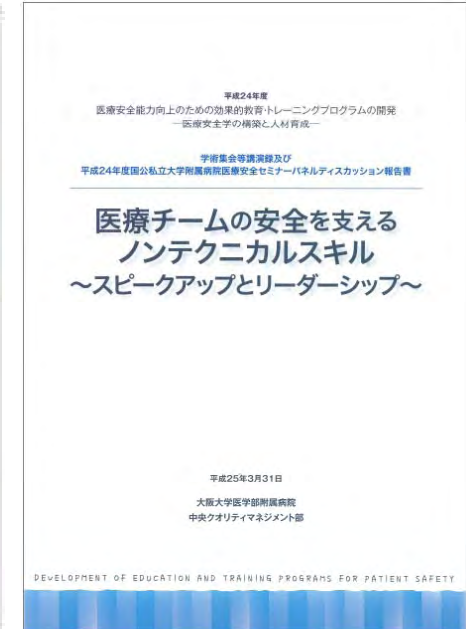 平成24年度
医療安全能力向上のための効果的教育・トレーニングプログラムの開発
―医療安全学の構築と人材育成―
学術集会等講演録及び
平成24年度国公私立大学附属病院医療安全セミナーパネルディスカッション報告書
医療チームの安全を支える
ノンテクニカルスキル
～スピークアップとリーダーシップ～
平成25年3月31日
大阪大学医学部附属病院
中央クオリティマネジメント部
DEVELOPMENT OF EDUCATION AND TRAINING PROGRAMS FOR PATIENT SAFETY